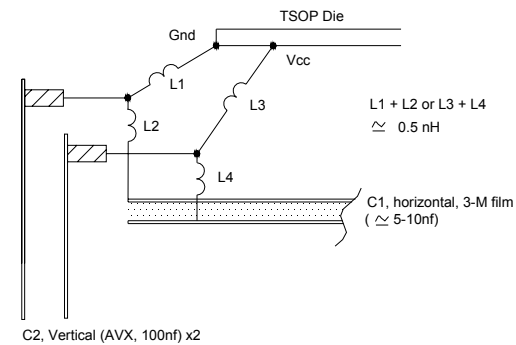 TSOP Die
Gnd
Vcc
L1
L3
L1 + L2 or L3 + L4
≃ 0.5 nH
L2
L4
C1, horizontal, 3-M film
( ≃ 5-10nf)
C2, Vertical (AVX, 100nf) x2